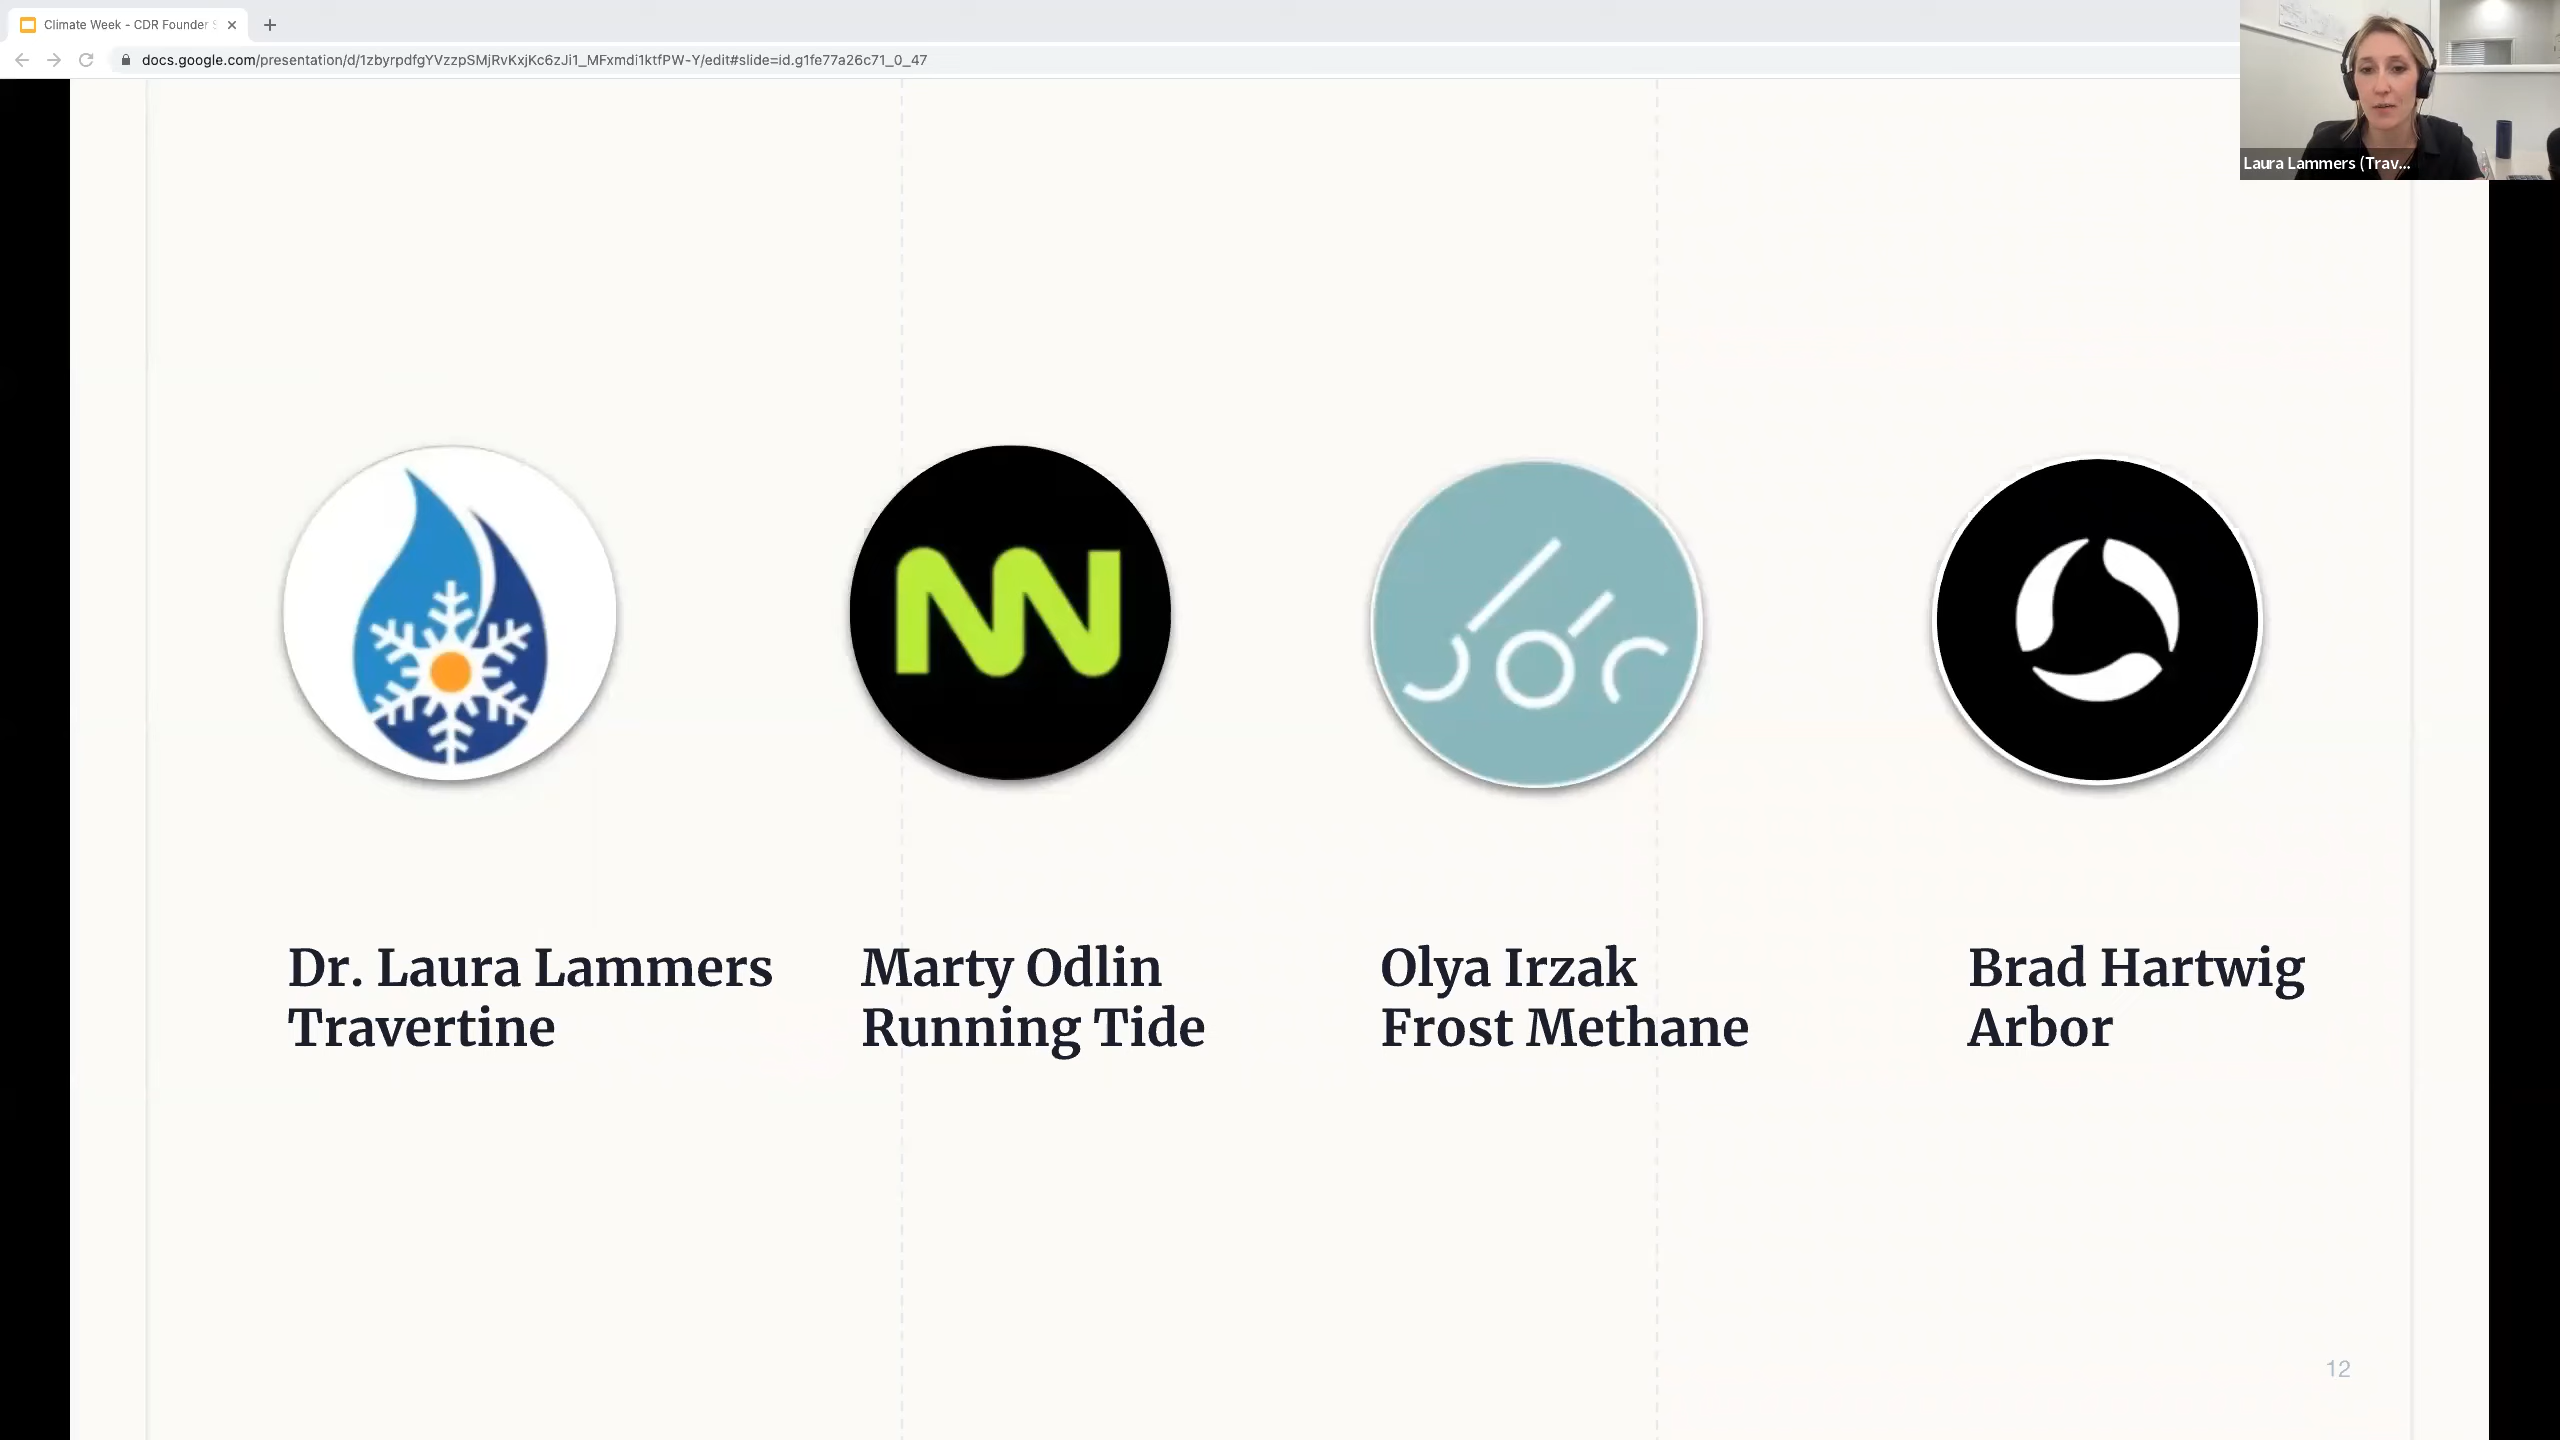 Climate Week - CDR Founder
docs.google.com/presentation/d/1zbyrpdfgYVzzpSMjRvKxjKc6zJi1_MFxmdi1ktfPW-Y/edit#slide=id.g1fe77a26c71_0_47
Laura Lammers (Trav...
Dr. Laura Lammers
Travertine
Marty Odlin
Running Tide
Olya Irzak
Frost Methane
Brad Hartwig
Arbor
12